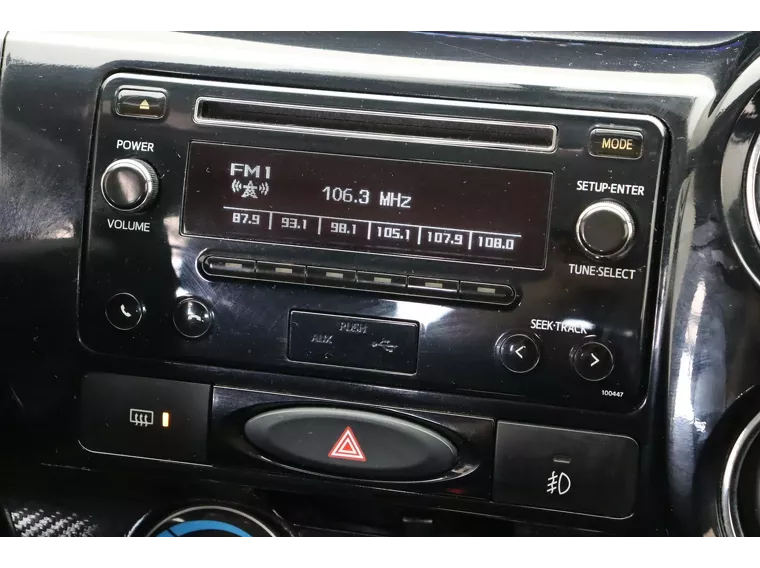 MODE
POWER
VOLUME
FM1
106.3 MHz
87.9 93.1 98.1 105.1 107.9 108.0
SETUP·ENTER
TUNE·SELECT
PUSH
AUX
SEEK·TRACK
< >
100447